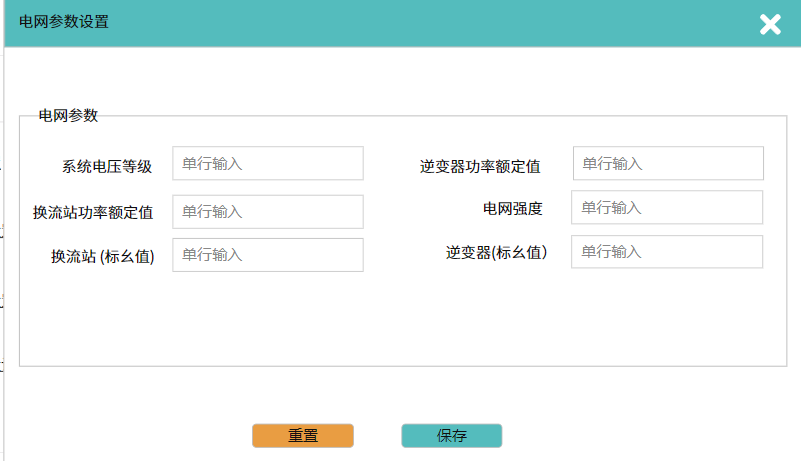 电网参数设置
电网参数
系统电压等级 单行输入 逆变器功率额定值 单行输入
换流站功率额定值 单行输入 电网强度 单行输入
换流站 (标幺值) 单行输入 逆变器(标幺值） 单行输入
重置 保存